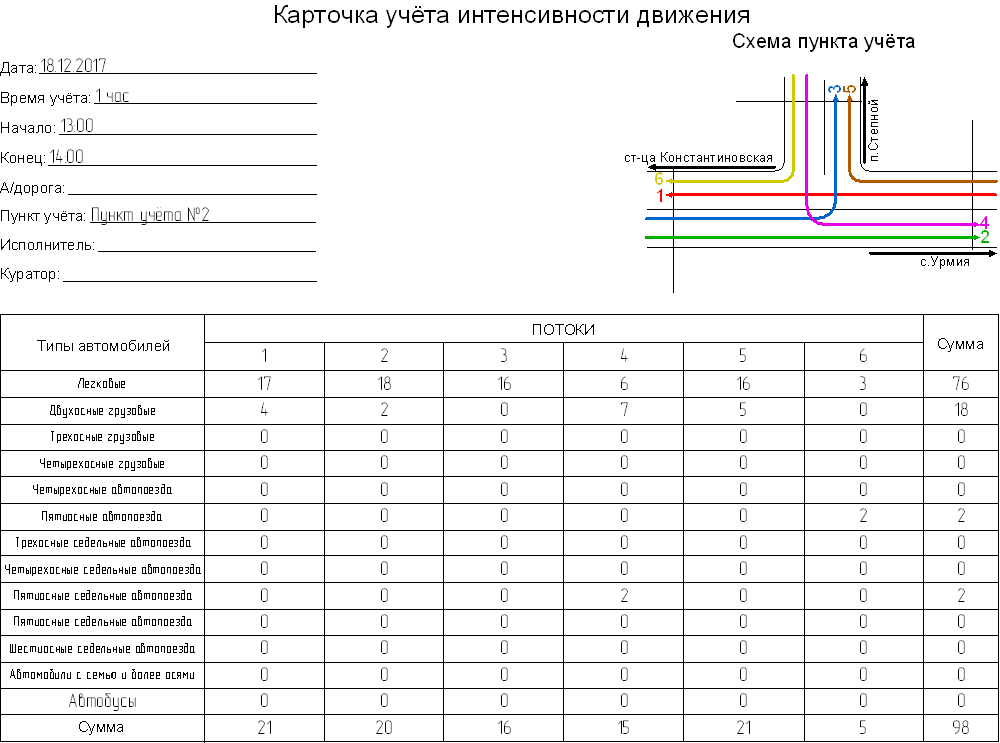 Карточка учёта интенсивности движения
Схема пункта учёта
Дата: 18.12.2017
Время учёта: 1 час
Начало: 13:00
Конец: 14:00
А/дорога:
Пункт учёта: Пункт учёта №2
Исполнитель:
Куратор:
3
5
п.Степной
ст-ца Константиновская
6
1
4
2
с.Урмия
Типы автомобилей ПОТОКИ Сумма
1 2 3 4 5 6
Легковые 17 18 16 6 16 3 76
Двухосные грузовые 4 2 0 7 5 0 18
Трехосные грузовые 0 0 0 0 0 0 0
Четырехосные грузовые 0 0 0 0 0 0 0
Четырехосные автопоезда 0 0 0 0 0 0 0
Пятиосные автопоезда 0 0 0 0 0 2 2
Трехосные седельные автопоезда 0 0 0 0 0 0 0
Четырехосные седельные автопоезда 0 0 0 0 0 0 0
Пятиосные седельные автопоезда 0 0 0 2 0 0 2
Пятиосные седельные автопоезда 0 0 0 0 0 0 0
Шестиосные седельные автопоезда 0 0 0 0 0 0 0
Автомобили с семью и более осями 0 0 0 0 0 0 0
Автобусы 0 0 0 0 0 0 0
Сумма 21 20 16 15 21 5 98